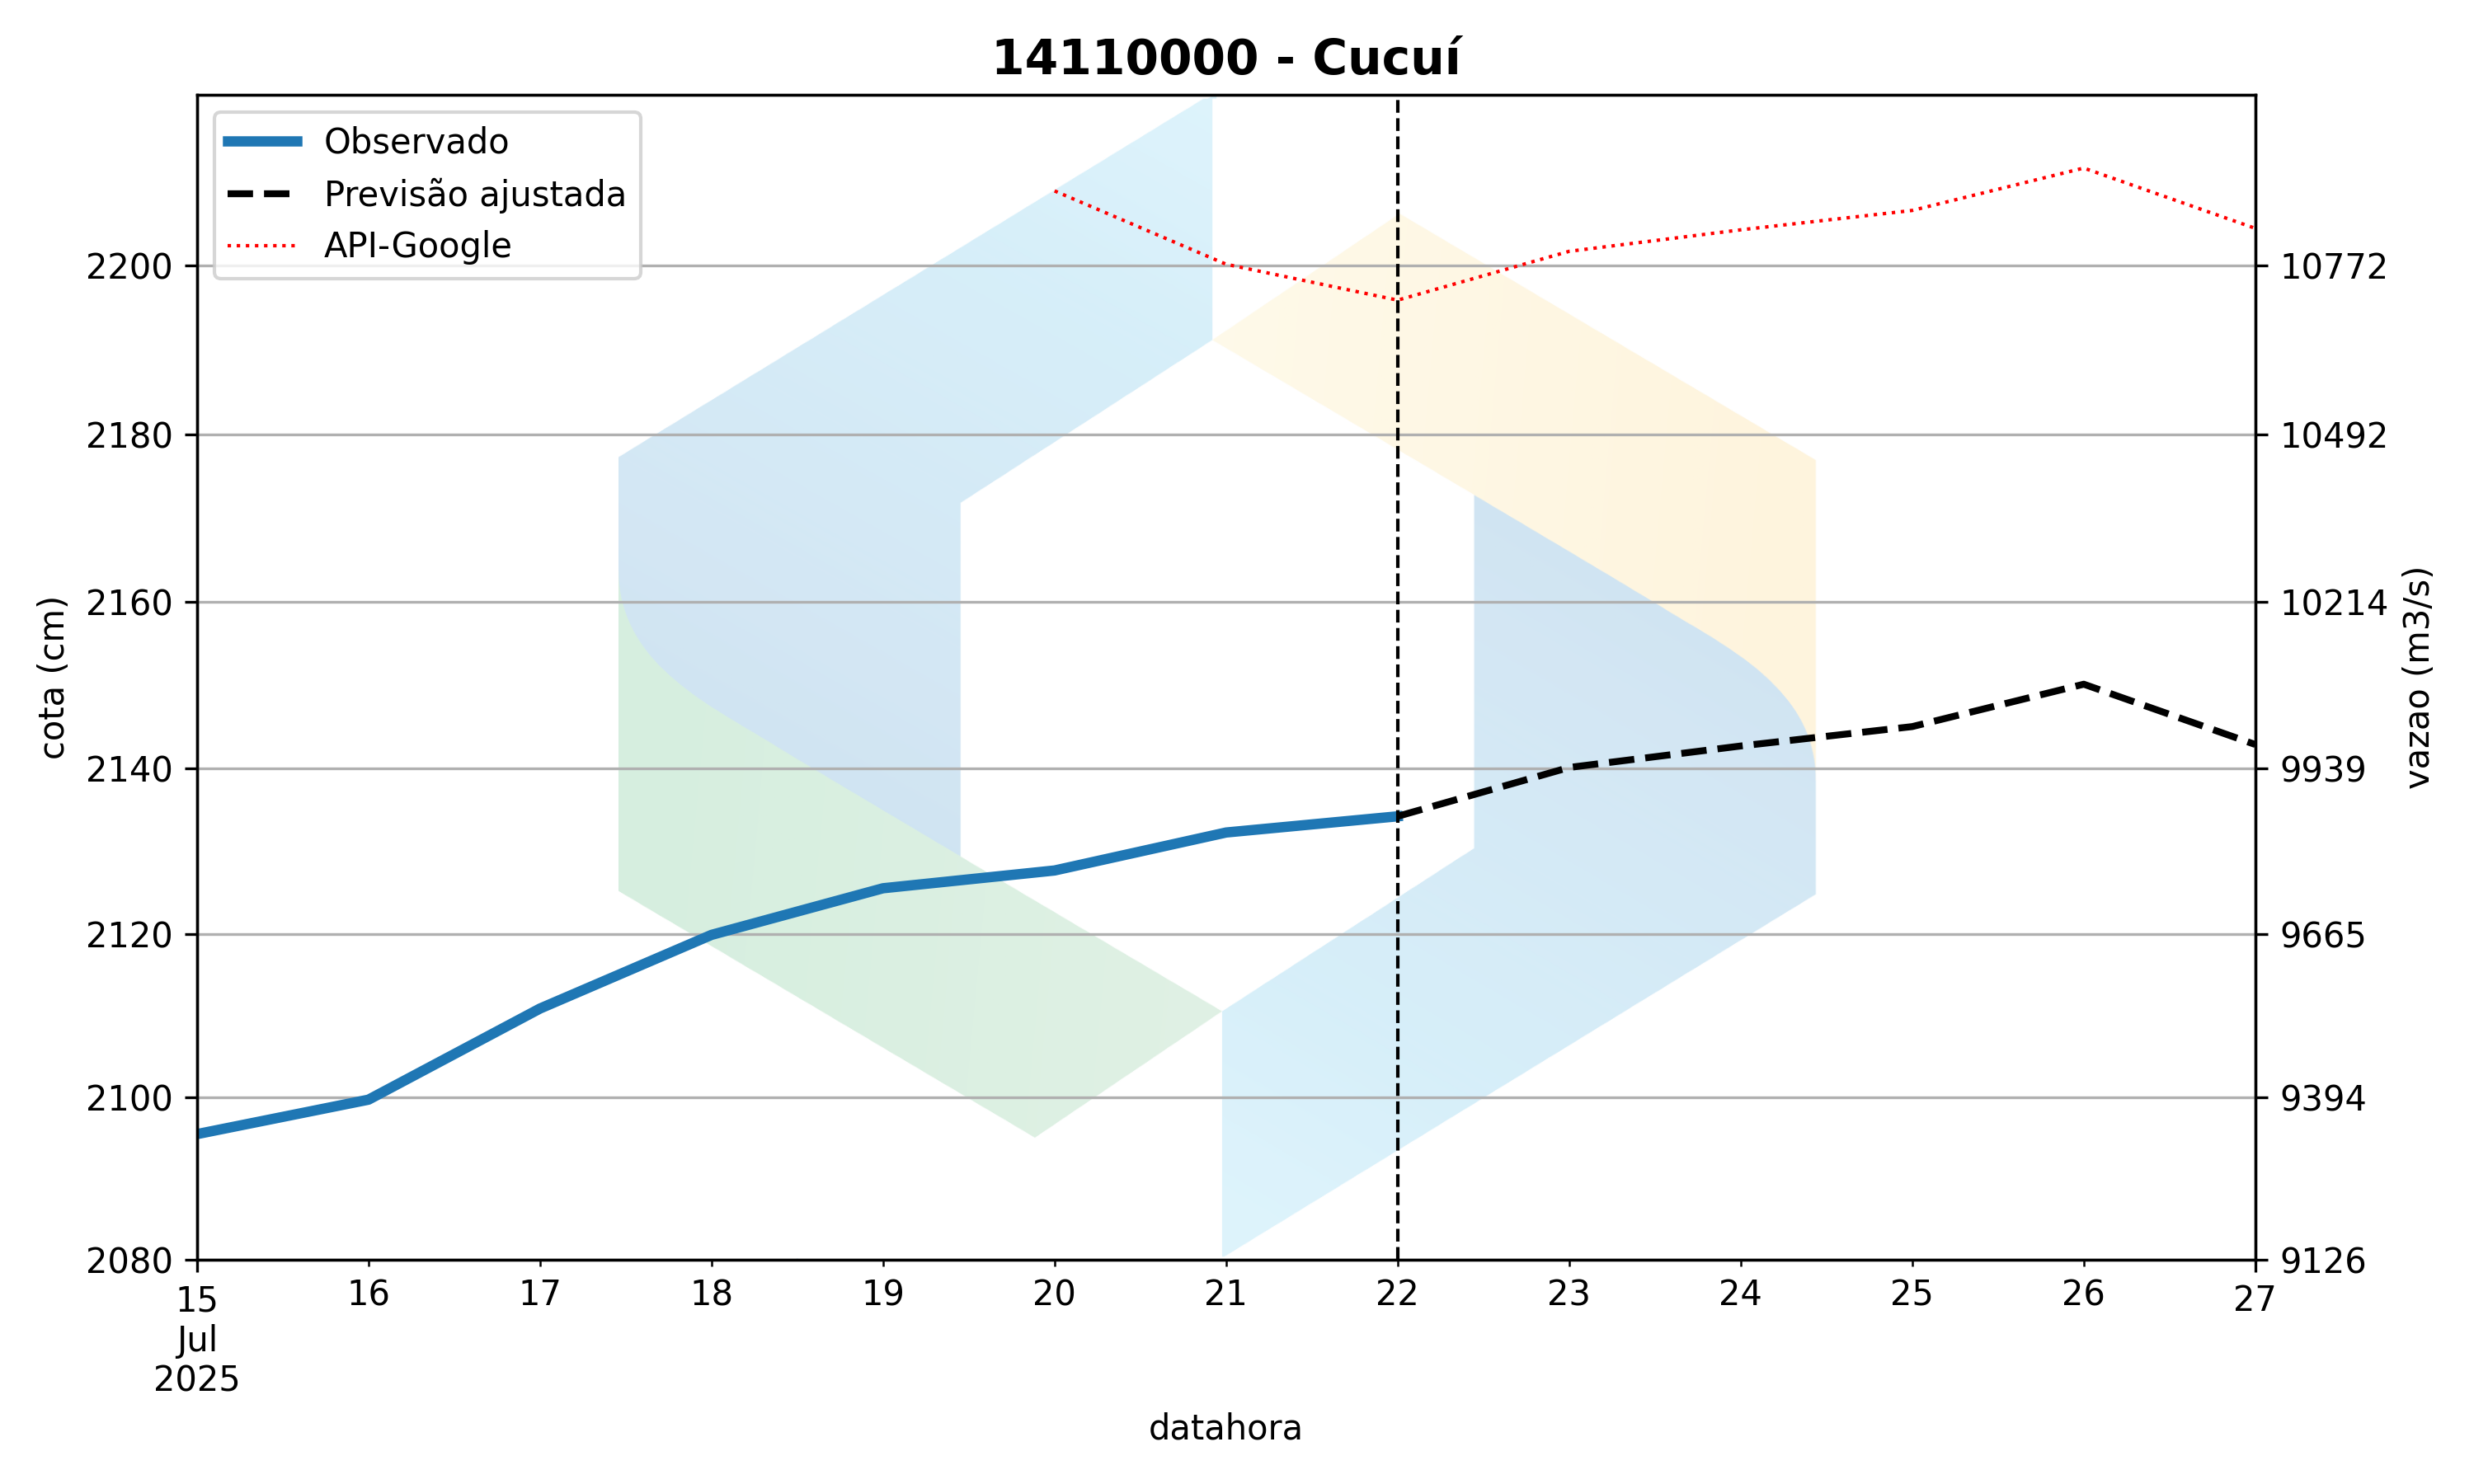 14110000 - Cucuí
Observado
Previsão ajustada
API-Google
2200
2180
2160
2140
2120
2100
2080
cota (cm)
10772
10492
10214
9939
9665
9394
9126
vazao (m3/s)
15 16 17 18 19 20 21 22 23 24 25 26 27
Jul
2025
datahora